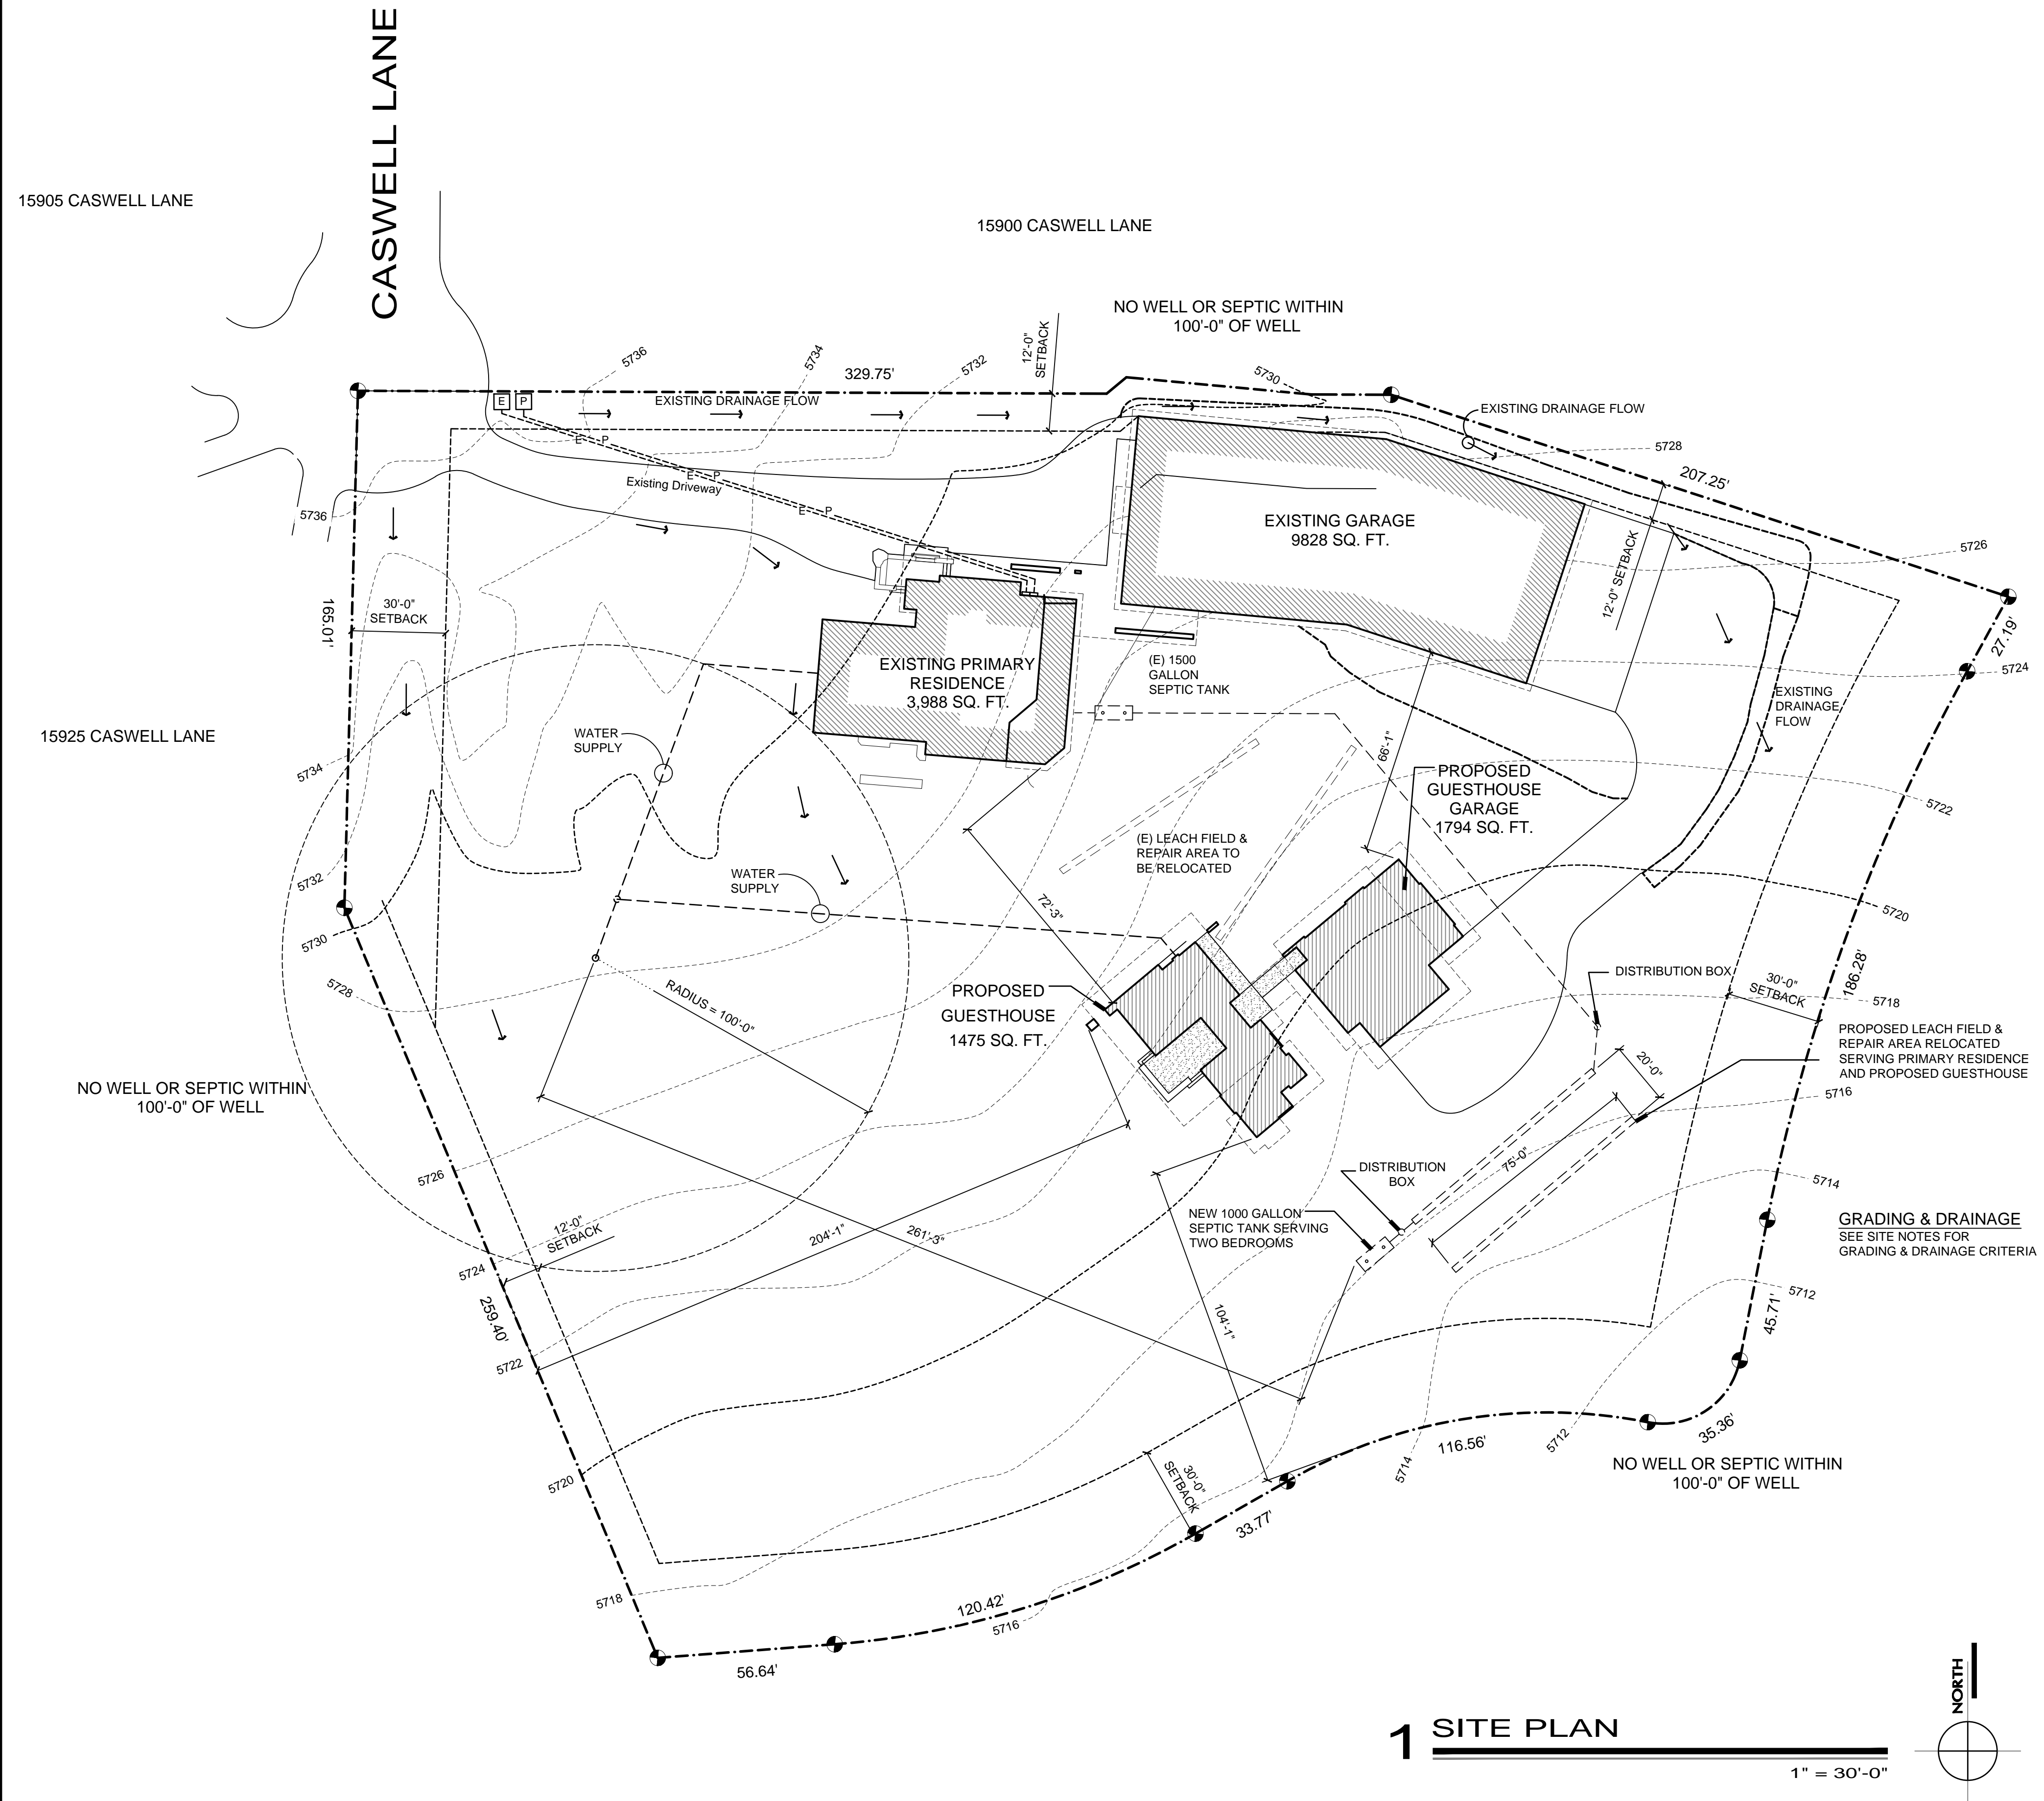 CASWELL LANE
15905 CASWELL LANE
15900 CASWELL LANE
NO WELL OR SEPTIC WITHIN
100'-0" OF WELL
12'-0"
SETBACK
5736
5734
329.75'
5732
5730
E
P
EXISTING DRAINAGE FLOW
EXISTING DRAINAGE FLOW
5728
207.25'
E
P
E
P
Existing Driveway
E
P
5736
EXISTING GARAGE
9828 SQ. FT.
5726
12'-0" SETBACK
165.01'
30'-0"
SETBACK
27.19'
5724
EXISTING PRIMARY
RESIDENCE
3,988 SQ. FT.
(E) 1500
GALLON
SEPTIC TANK
EXISTING
DRAINAGE
FLOW
15925 CASWELL LANE
WATER
SUPPLY
5734
66'-1"
PROPOSED
GUESTHOUSE
GARAGE
1794 SQ. FT.
5722
(E) LEACH FIELD &
REPAIR AREA TO
BE RELOCATED
5732
WATER
SUPPLY
72'-3"
5720
5730
5728
RADIUS = 100'-0"
PROPOSED
GUESTHOUSE
1475 SQ. FT.
DISTRIBUTION BOX
30'-0"
SETBACK
186.28'
5718
PROPOSED LEACH FIELD &
REPAIR AREA RELOCATED
SERVING PRIMARY RESIDENCE
AND PROPOSED GUESTHOUSE
20'-0"
5716
NO WELL OR SEPTIC WITHIN
100'-0" OF WELL
5726
75'-0"
DISTRIBUTION
BOX
5714
NEW 1000 GALLON
SEPTIC TANK SERVING
TWO BEDROOMS
GRADING & DRAINAGE
SEE SITE NOTES FOR
GRADING & DRAINAGE CRITERIA
12'-0"
SETBACK
204'-1"
261'-3"
5724
5712
259.40'
104'-1"
45.71'
5722
35.36'
116.56'
5712
5714
NO WELL OR SEPTIC WITHIN
100'-0" OF WELL
30'-0"
SETBACK
5720
33.77'
5718
120.42'
5716
56.64'
NORTH
1 SITE PLAN
1" = 30'-0"